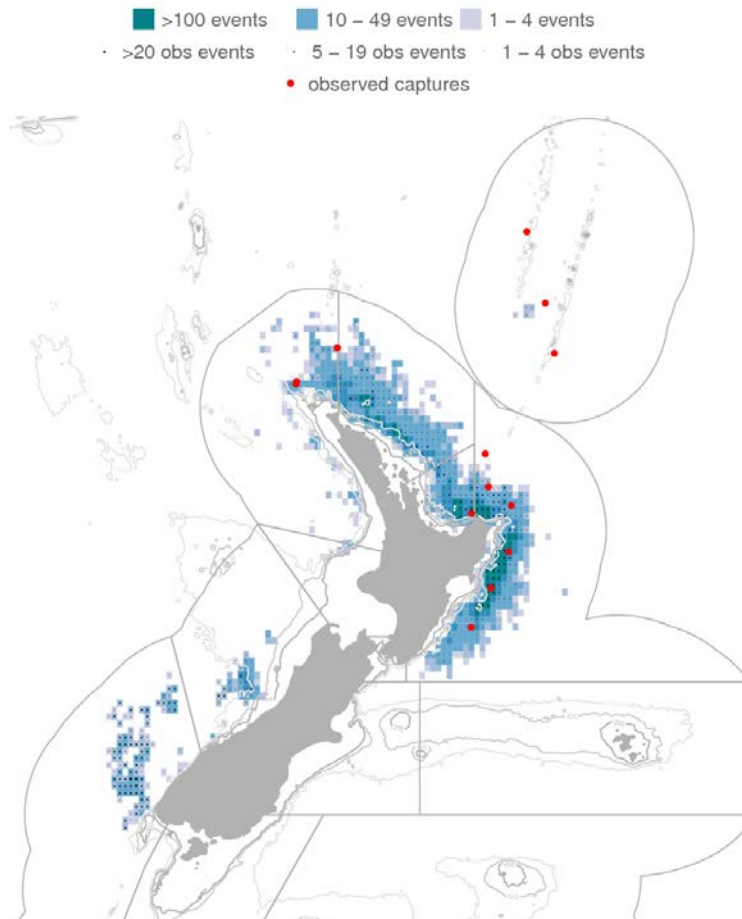 >100 events 10 – 49 events 1 – 4 events
>20 obs events 5 – 19 obs events 1 – 4 obs events
observed captures